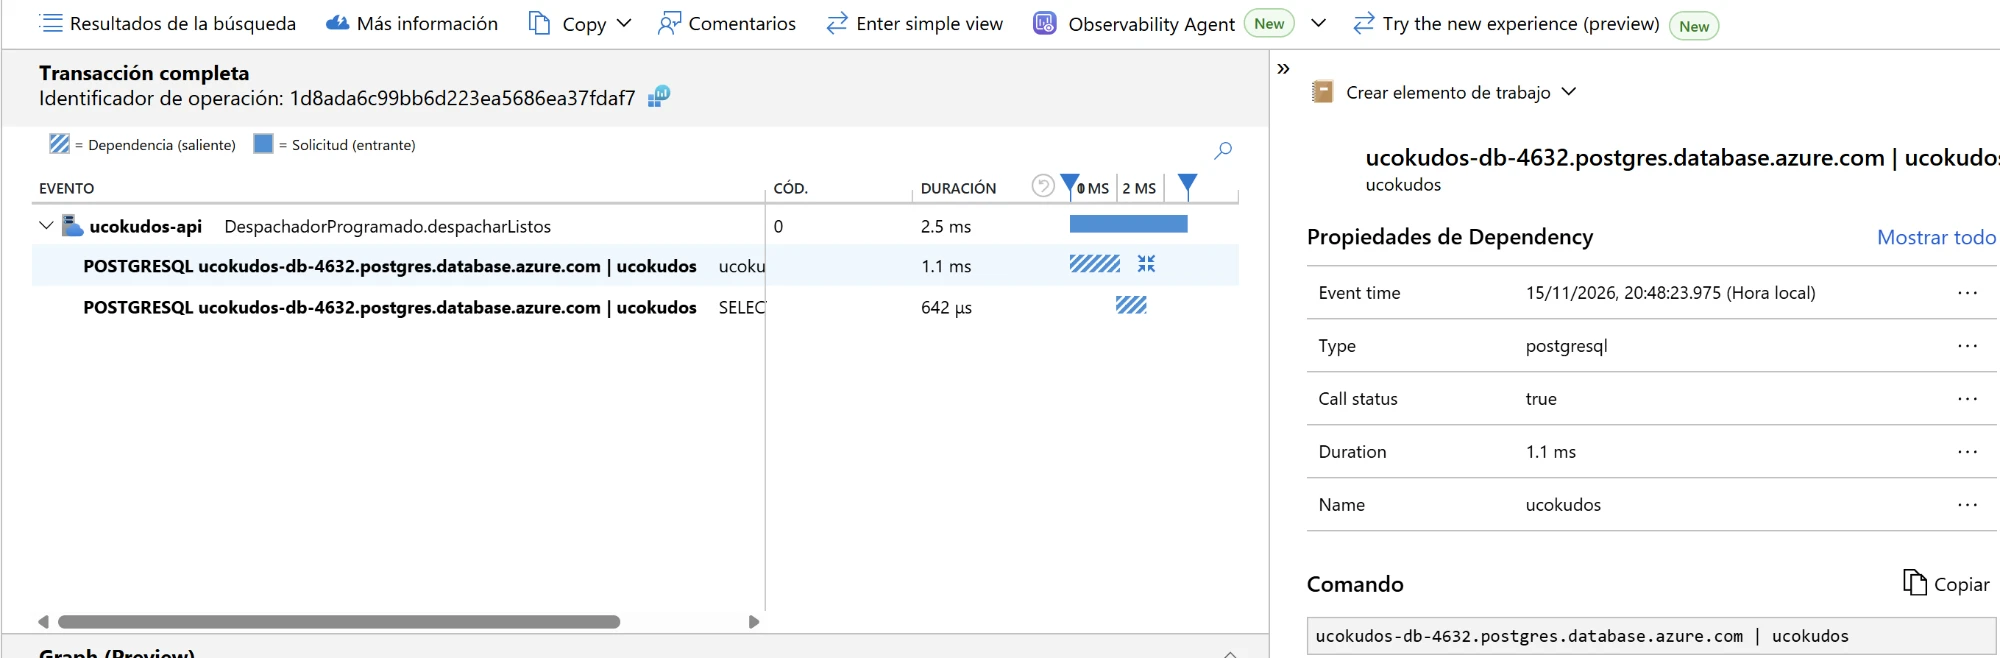 Resultados de la búsqueda Más información Copy Comentarios Enter simple view Observability Agent New Try the new experience (preview) New
Transacción completa
Identificador de operación: 1d8ada6c99bb6d223ea5686ea37fdaf7
= Dependencia (saliente) = Solicitud (entrante)
EVENTO CÓD. DURACIÓN 0 MS 2 MS
ucokudos-api DespachadorProgramado.despacharListos 0 2.5 ms
POSTGRESQL ucokudos-db-4632.postgres.database.azure.com | ucokudos ucoku 1.1 ms
POSTGRESQL ucokudos-db-4632.postgres.database.azure.com | ucokudos SELEC 642 µs
Graph (Preview)
Crear elemento de trabajo
ucokudos-db-4632.postgres.database.azure.com | ucokudos
ucokudos
Propiedades de Dependency Mostrar todo
Event time 15/11/2026, 20:48:23.975 (Hora local) ...
Type postgresql ...
Call status true ...
Duration 1.1 ms ...
Name ucokudos ...
Comando Copiar
ucokudos-db-4632.postgres.database.azure.com | ucokudos